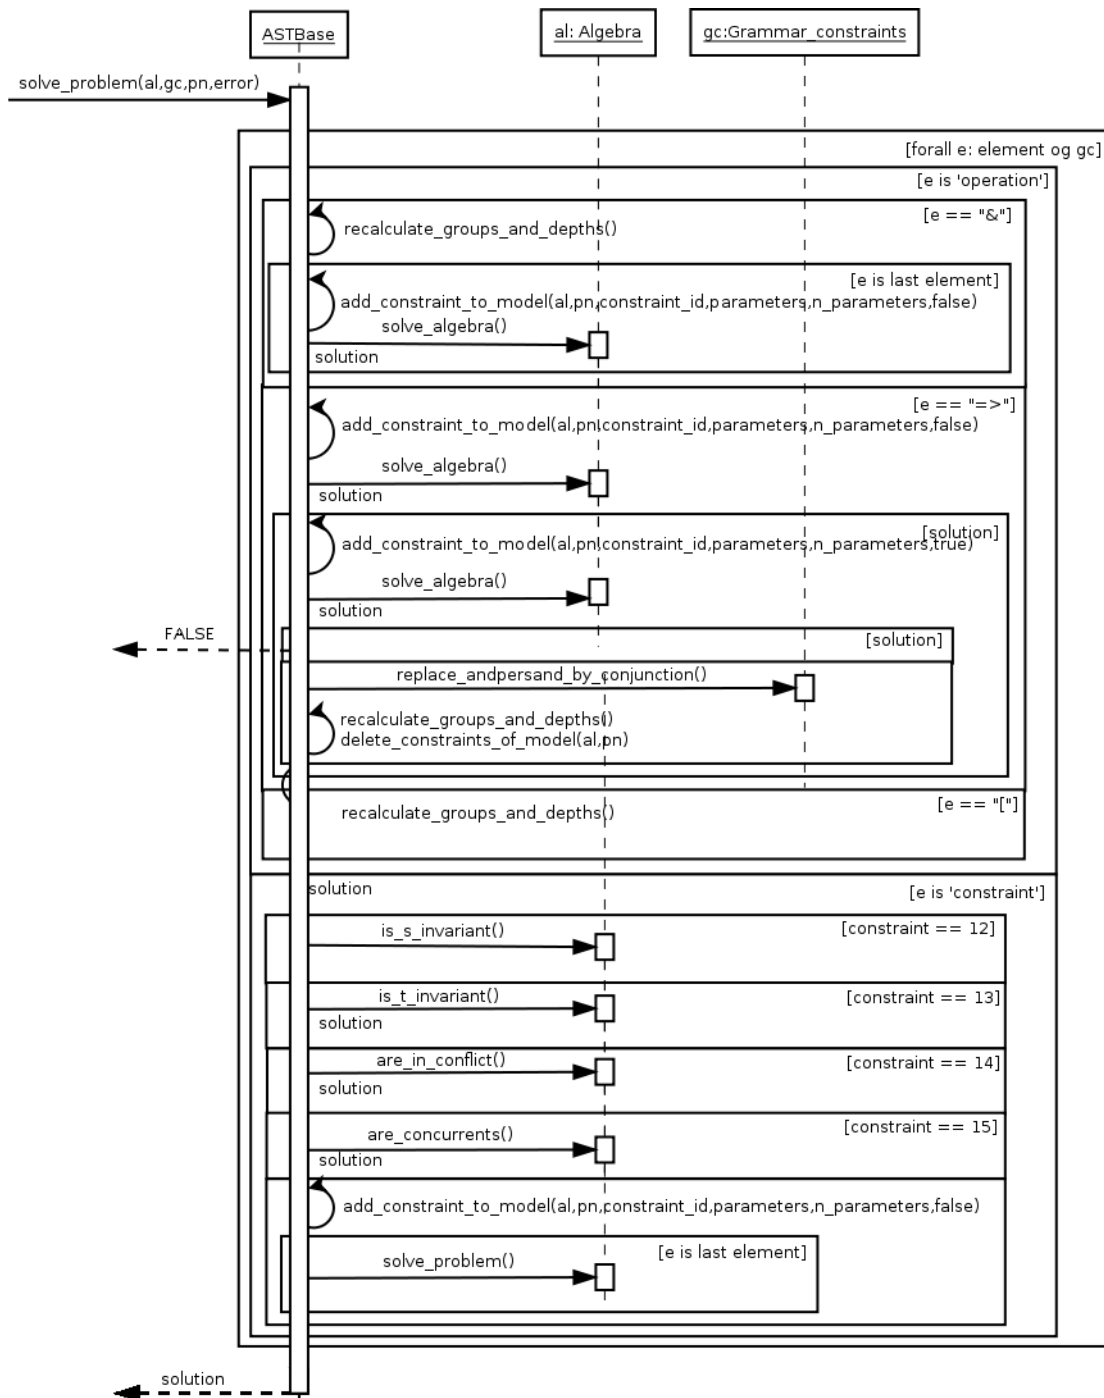 ASTBase
al: Algebra
gc:Grammar_constraints
solve_problem(al,gc,pn,error)
[forall e: element og gc]
[e is 'operation']
[e == "&"]
recalculate_groups_and_depths()
[e is last element]
add_constraint_to_model(al,pn,constraint_id,parameters,n_parameters,false)
solve_algebra()
solution
[e == "=>"]
add_constraint_to_model(al,pn,constraint_id,parameters,n_parameters,false)
solve_algebra()
solution
[solution]
add_constraint_to_model(al,pn,constraint_id,parameters,n_parameters,true)
solve_algebra()
solution
FALSE
[solution]
replace_andpersand_by_conjunction()
recalculate_groups_and_depths()
delete_constraints_of_model(al,pn)
[e == "["]
recalculate_groups_and_depths()
solution
[e is 'constraint']
[constraint == 12]
is_s_invariant()
is_t_invariant()
[constraint == 13]
solution
are_in_conflict()
[constraint == 14]
solution
[constraint == 15]
are_concurrents()
solution
add_constraint_to_model(al,pn,constraint_id,parameters,n_parameters,false)
[e is last element]
solve_problem()
solution